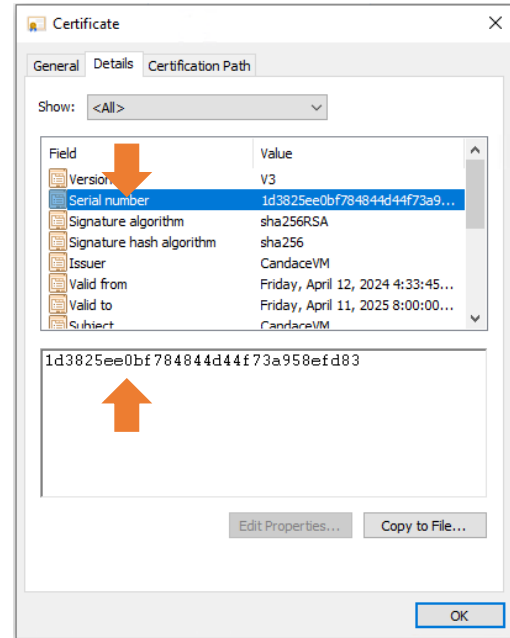 Certificate
General Details Certification Path
Show: <All>
Field Value
Version V3
Serial number 1d3825ee0bf784844d44f73a9...
Signature algorithm sha256RSA
Signature hash algorithm sha256
Issuer CandaceVM
Valid from Friday, April 12, 2024 4:33:45...
Valid to Friday, April 11, 2025 8:00:00...
Subject CandaceVM
1d3825ee0bf784844d44f73a958efd83
Edit Properties... Copy to File...
OK